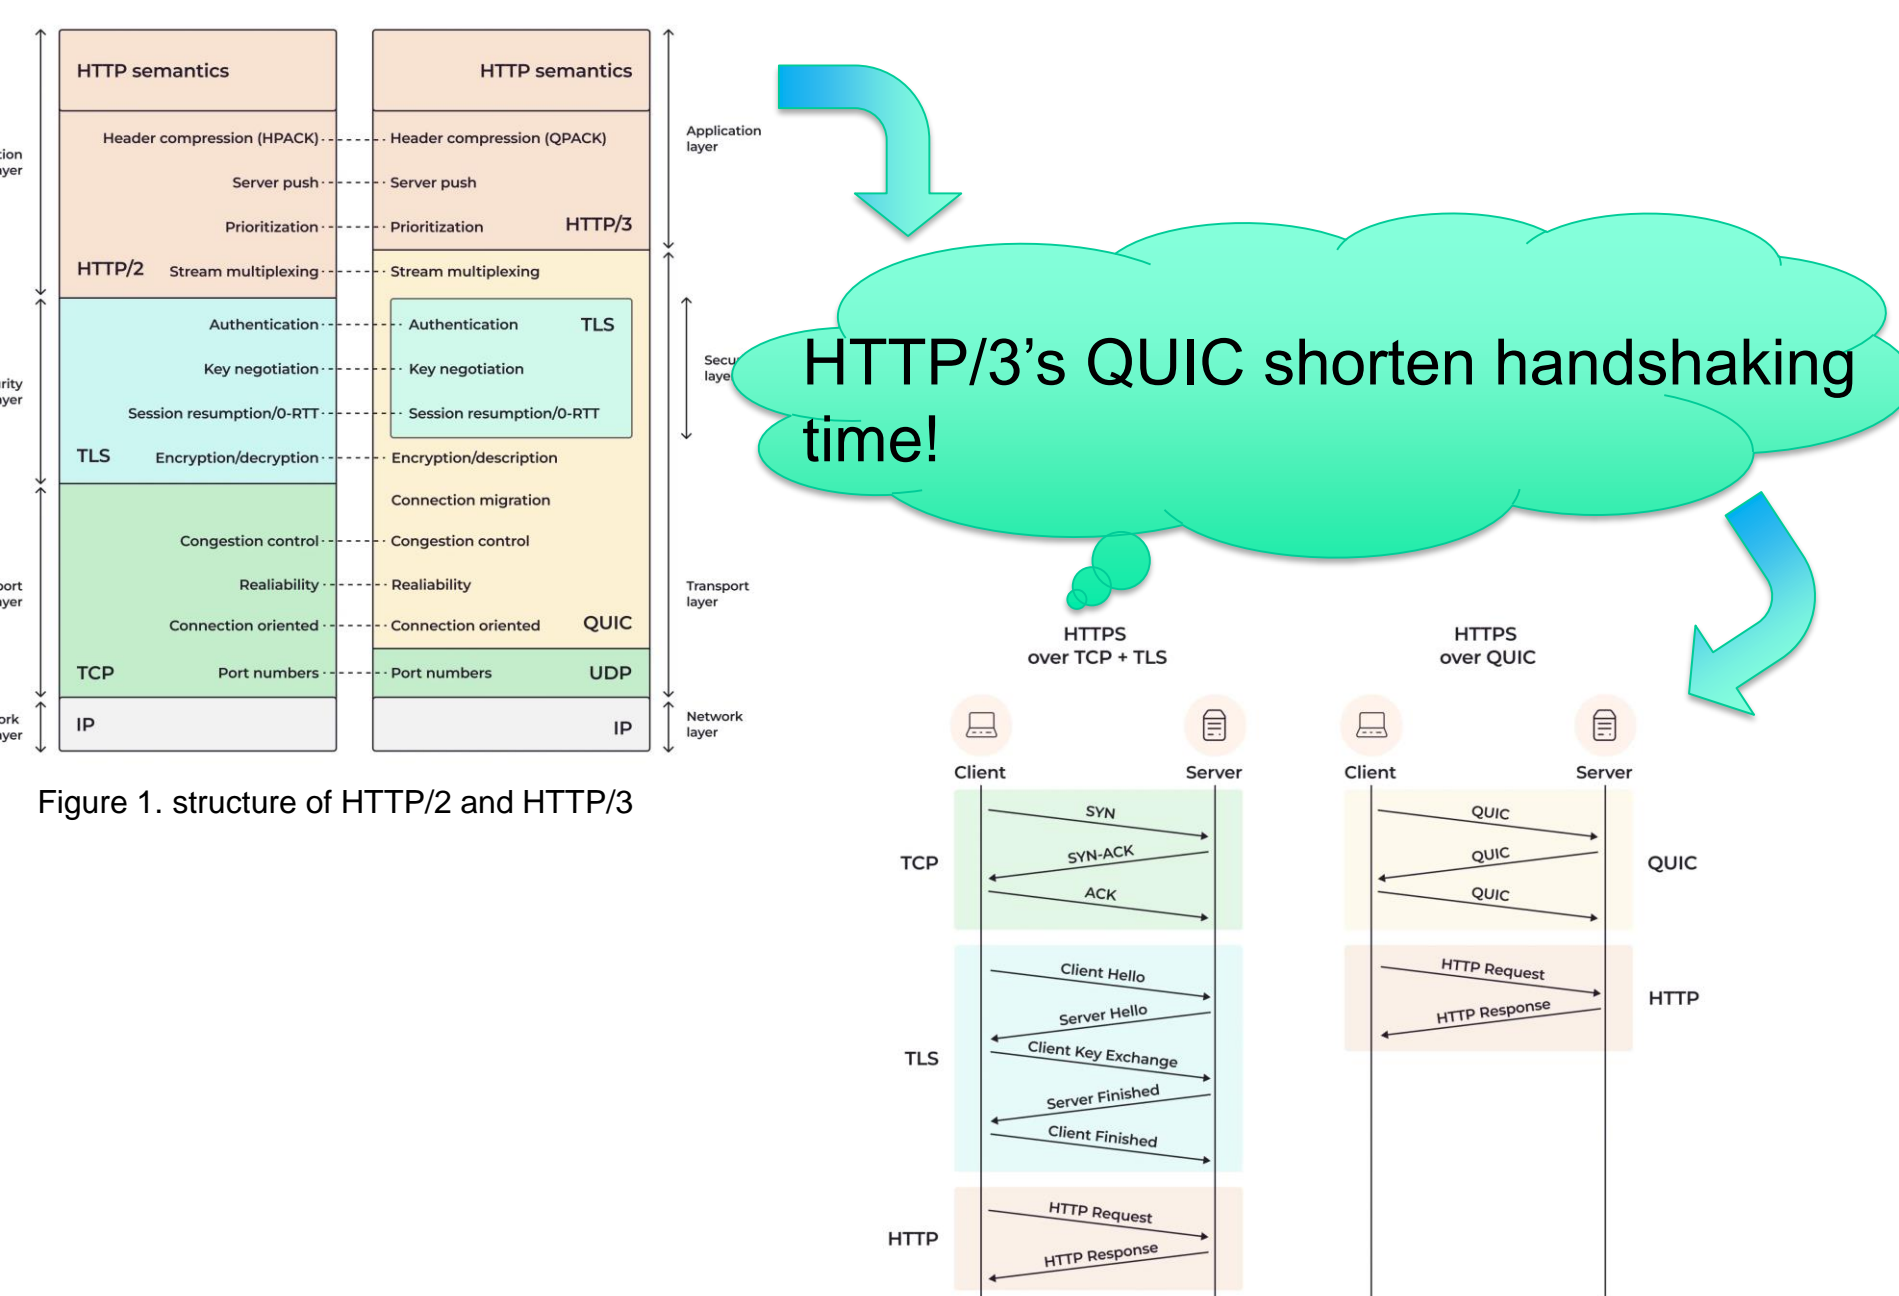 HTTP semantics
Header compression (HPACK)
Server push
Prioritization
HTTP/2 Stream multiplexing
Authentication
Key negotiation
Session resumption/0-RTT
TLS Encryption/decryption
Congestion control
Realiability
Connection oriented
TCP Port numbers
IP
HTTP semantics
Header compression (QPACK)
Server push
Prioritization HTTP/3
Stream multiplexing
Authentication TLS
Key negotiation
Session resumption/0-RTT
Encryption/description
Connection migration
Congestion control
Realiability
Connection oriented QUIC
Port numbers UDP
IP
Application
layer
Transport
layer
Network
layer
Figure 1. structure of HTTP/2 and HTTP/3
HTTP/3’s QUIC shorten handshaking
time!
HTTPS
over TCP + TLS
Client Server
TCP
SYN
SYN-ACK
ACK
TLS
Client Hello
Server Hello
Client Key Exchange
Server Finished
Client Finished
HTTP
HTTP Request
HTTP Response
HTTPS
over QUIC
Client Server
QUIC
QUIC
QUIC
QUIC
HTTP Request
HTTP Response
HTTP